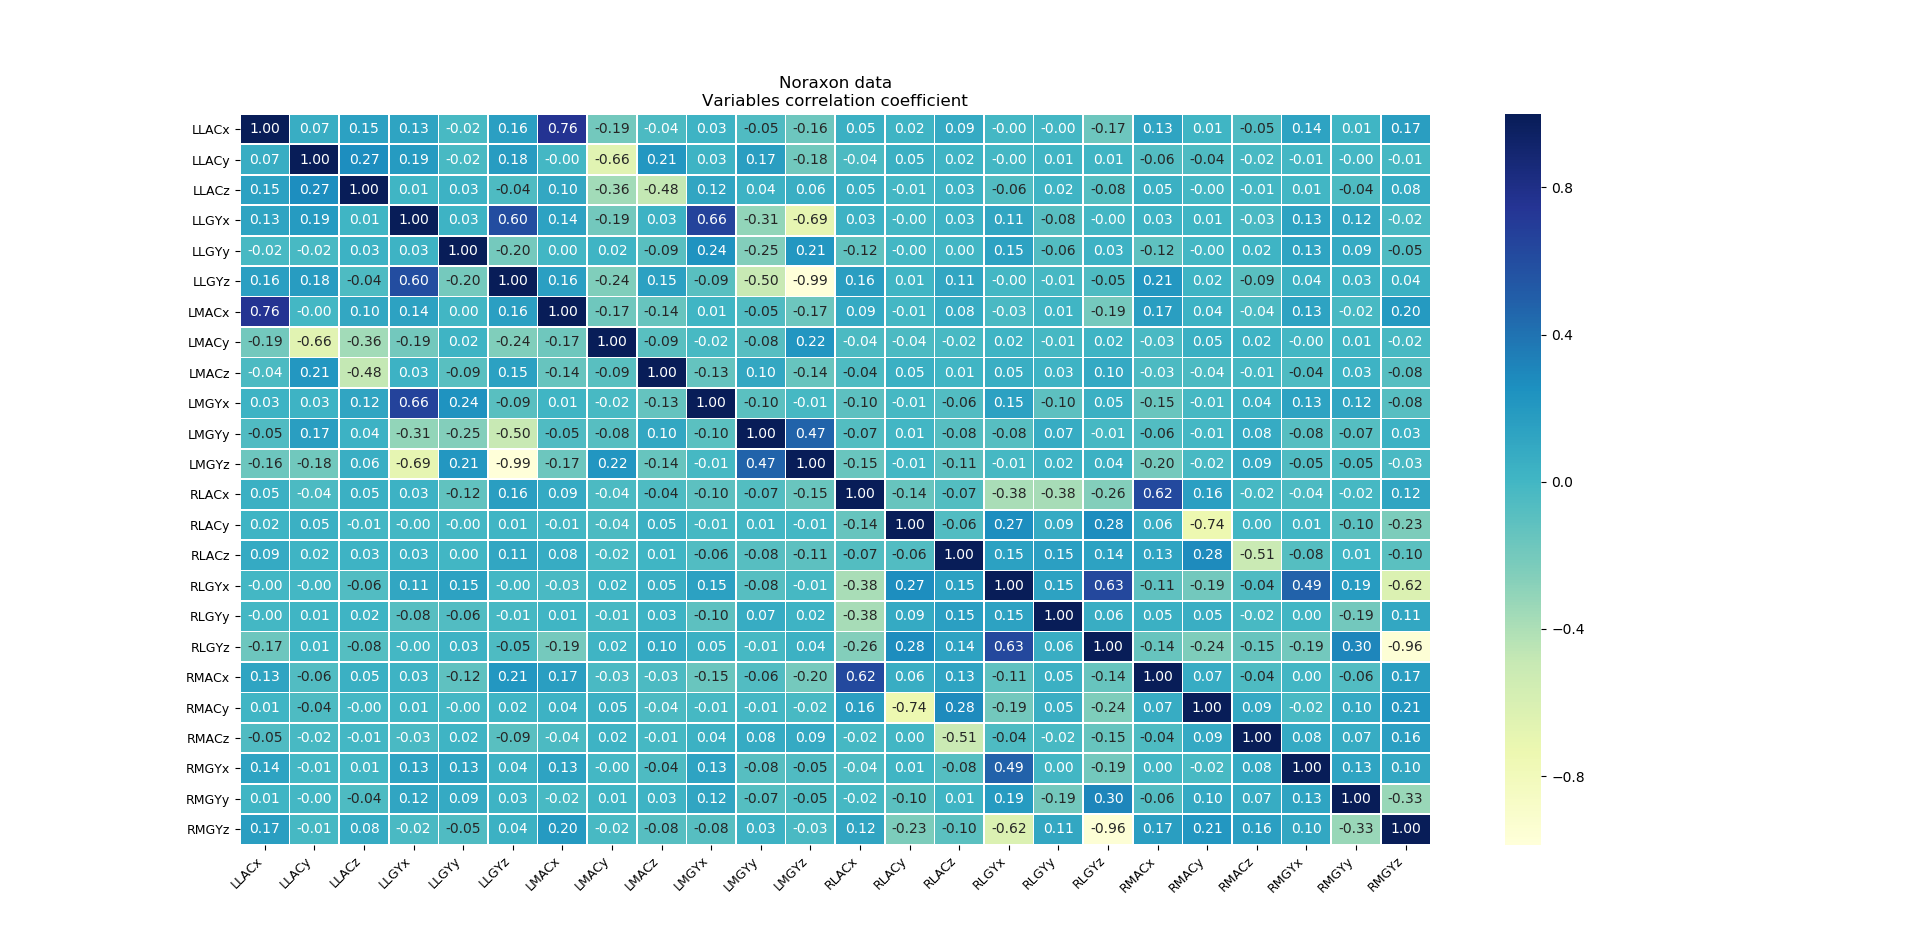 Noraxon data
Variables correlation coefficient
LLACx 1.00 0.07 0.15 0.13 -0.02 0.16 0.76 -0.19 -0.04 0.03 -0.05 -0.16 0.05 0.02 0.09 -0.00 -0.00 -0.17 0.13 0.01 -0.05 0.14 0.01 0.17
LLACy 0.07 1.00 0.27 0.19 -0.02 0.18 -0.00 -0.66 0.21 0.03 0.17 -0.18 -0.04 0.05 0.02 -0.00 0.01 0.01 -0.06 -0.04 -0.02 -0.01 -0.00 -0.01
0.8
LLACz 0.15 0.27 1.00 0.01 0.03 -0.04 0.10 -0.36 -0.48 0.12 0.04 0.06 0.05 -0.01 0.03 -0.06 0.02 -0.08 0.05 -0.00 -0.01 0.01 -0.04 0.08
LLGYx 0.13 0.19 0.01 1.00 0.03 0.60 0.14 -0.19 0.03 0.66 -0.31 -0.69 0.03 -0.00 0.03 0.11 -0.08 -0.00 0.03 0.01 -0.03 0.13 0.12 -0.02
LLGYy -0.02 -0.02 0.03 0.03 1.00 -0.20 0.00 0.02 -0.09 0.24 -0.25 0.21 -0.12 -0.00 0.00 0.15 -0.06 0.03 -0.12 -0.00 0.02 0.13 0.09 -0.05
LLGYz 0.16 0.18 -0.04 0.60 -0.20 1.00 0.16 -0.24 0.15 -0.09 -0.50 -0.99 0.16 0.01 0.11 -0.00 -0.01 -0.05 0.21 0.02 -0.09 0.04 0.03 0.04
LMACx 0.76 -0.00 0.10 0.14 0.00 0.16 1.00 -0.17 -0.14 0.01 -0.05 -0.17 0.09 -0.01 0.08 -0.03 0.01 -0.19 0.17 0.04 -0.04 0.13 -0.02 0.20
0.4
LMACy -0.19 -0.66 -0.36 -0.19 0.02 -0.24 -0.17 1.00 -0.09 -0.02 -0.08 0.22 -0.04 -0.04 -0.02 0.02 -0.01 0.02 -0.03 0.05 0.02 -0.00 0.01 -0.02
LMACz -0.04 0.21 -0.48 0.03 -0.09 0.15 -0.14 -0.09 1.00 -0.13 0.10 -0.14 -0.04 0.05 0.01 0.05 0.03 0.10 -0.03 -0.04 -0.01 -0.04 0.03 -0.08
LMGYx 0.03 0.03 0.12 0.66 0.24 -0.09 0.01 -0.02 -0.13 1.00 -0.10 -0.01 -0.10 -0.01 -0.06 0.15 -0.10 0.05 -0.15 -0.01 0.04 0.13 0.12 -0.08
LMGYy -0.05 0.17 0.04 -0.31 -0.25 -0.50 -0.05 -0.08 0.10 -0.10 1.00 0.47 -0.07 0.01 -0.08 -0.08 0.07 -0.01 -0.06 -0.01 0.08 -0.08 -0.07 0.03
LMGYz -0.16 -0.18 0.06 -0.69 0.21 -0.99 -0.17 0.22 -0.14 -0.01 0.47 1.00 -0.15 -0.01 -0.11 -0.01 0.02 0.04 -0.20 -0.02 0.09 -0.05 -0.05 -0.03
0.0
RLACx 0.05 -0.04 0.05 0.03 -0.12 0.16 0.09 -0.04 -0.04 -0.10 -0.07 -0.15 1.00 -0.14 -0.07 -0.38 -0.38 -0.26 0.62 0.16 -0.02 -0.04 -0.02 0.12
RLACy 0.02 0.05 -0.01 -0.00 -0.00 0.01 -0.01 -0.04 0.05 -0.01 0.01 -0.01 -0.14 1.00 -0.06 0.27 0.09 0.28 0.06 -0.74 0.00 0.01 -0.10 -0.23
RLACz 0.09 0.02 0.03 0.03 0.00 0.11 0.08 -0.02 0.01 -0.06 -0.08 -0.11 -0.07 -0.06 1.00 0.15 0.15 0.14 0.13 0.28 -0.51 -0.08 0.01 -0.10
RLGYx -0.00 -0.00 -0.06 0.11 0.15 -0.00 -0.03 0.02 0.05 0.15 -0.08 -0.01 -0.38 0.27 0.15 1.00 0.15 0.63 -0.11 -0.19 -0.04 0.49 0.19 -0.62
RLGYy -0.00 0.01 0.02 -0.08 -0.06 -0.01 0.01 -0.01 0.03 -0.10 0.07 0.02 -0.38 0.09 0.15 0.15 1.00 0.06 0.05 0.05 -0.02 0.00 -0.19 0.11
−0.4
RLGYz -0.17 0.01 -0.08 -0.00 0.03 -0.05 -0.19 0.02 0.10 0.05 -0.01 0.04 -0.26 0.28 0.14 0.63 0.06 1.00 -0.14 -0.24 -0.15 -0.19 0.30 -0.96
RMACx 0.13 -0.06 0.05 0.03 -0.12 0.21 0.17 -0.03 -0.03 -0.15 -0.06 -0.20 0.62 0.06 0.13 -0.11 0.05 -0.14 1.00 0.07 -0.04 0.00 -0.06 0.17
RMACy 0.01 -0.04 -0.00 0.01 -0.00 0.02 0.04 0.05 -0.04 -0.01 -0.01 -0.02 0.16 -0.74 0.28 -0.19 0.05 -0.24 0.07 1.00 0.09 -0.02 0.10 0.21
RMACz -0.05 -0.02 -0.01 -0.03 0.02 -0.09 -0.04 0.02 -0.01 0.04 0.08 0.09 -0.02 0.00 -0.51 -0.04 -0.02 -0.15 -0.04 0.09 1.00 0.08 0.07 0.16
RMGYx 0.14 -0.01 0.01 0.13 0.13 0.04 0.13 -0.00 -0.04 0.13 -0.08 -0.05 -0.04 0.01 -0.08 0.49 0.00 -0.19 0.00 -0.02 0.08 1.00 0.13 0.10
−0.8
RMGYy 0.01 -0.00 -0.04 0.12 0.09 0.03 -0.02 0.01 0.03 0.12 -0.07 -0.05 -0.02 -0.10 0.01 0.19 -0.19 0.30 -0.06 0.10 0.07 0.13 1.00 -0.33
RMGYz 0.17 -0.01 0.08 -0.02 -0.05 0.04 0.20 -0.02 -0.08 -0.08 0.03 -0.03 0.12 -0.23 -0.10 -0.62 0.11 -0.96 0.17 0.21 0.16 0.10 -0.33 1.00
LLACx LLACy LLACz LLGYx LLGYy LLGYz LMACx LMACy LMACz LMGYx LMGYy LMGYz RLACx RLACy RLACz RLGYx RLGYy RLGYz RMACx RMACy RMACz RMGYx RMGYy RMGYz